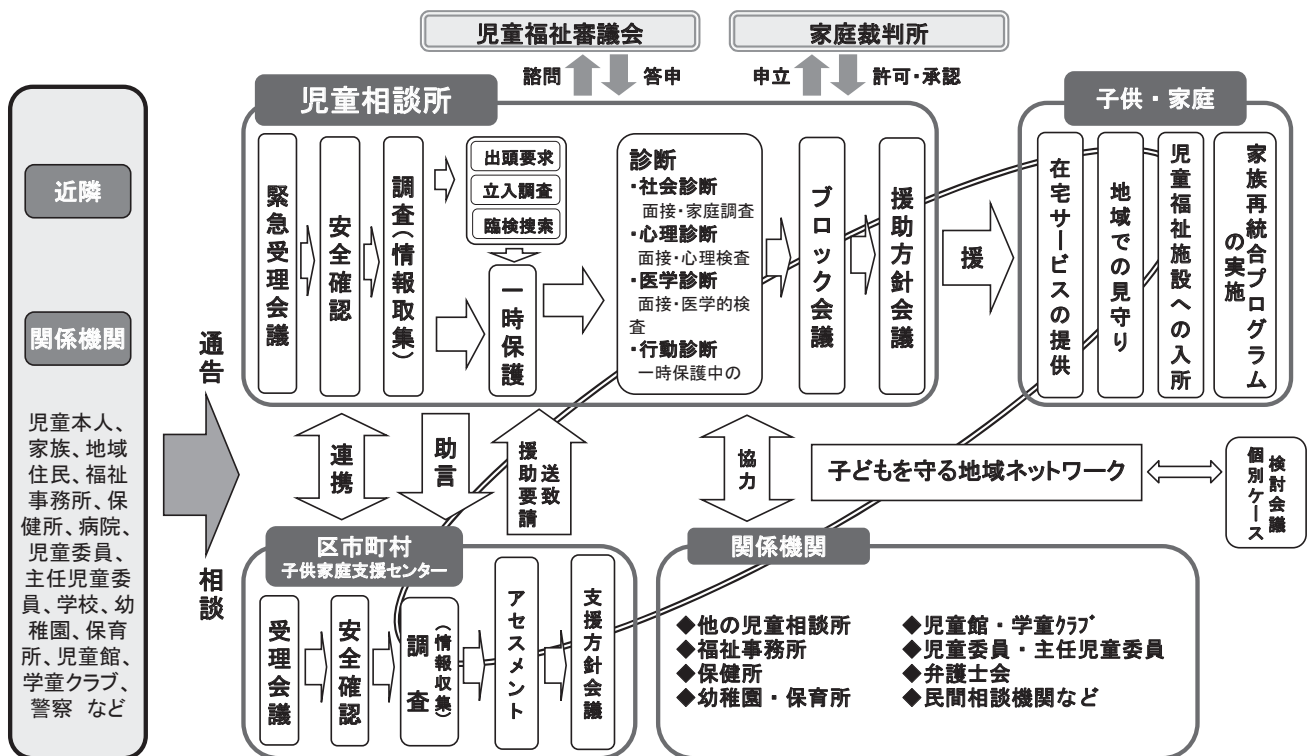 児童福祉審議会
家庭裁判所
諮問
答申
申立
許可・承認
近隣
関係機関
児童本人、
家族、地域
住民、福祉
事務所、保
健所、病院、
児童委員、
主任児童委
員、学校、幼
稚園、保育
所、児童館、
学童クラブ、
警察 など
通告
相談
児童相談所
緊急受理会議
安全確認
調査(情報取集)
出頭要求
立入調査
臨検捜素
一時保護
診断
・社会診断
面接・家庭調査
・心理診断
面接・心理検査
・医学診断
面接・医学的検
査
・行動診断
一時保護中の
ブロック会議
援助方針会議
援
子供・家庭
在宅サービスの提供
地域での見守り
児童福祉施設への入所
家族再統合プログラム
の実施
連携
助言
援助要請
送致
協力
子どもを守る地域ネットワーク
個別ケース
検討会議
区市町村
子供家庭支援センター
受理会議
安全確認
調査
(情報収集)
アセスメント
支援方針会議
関係機関
◆他の児童相談所
◆福祉事務所
◆保健所
◆幼稚園・保育所
◆児童館・学童ｸﾗﾌﾞ
◆児童委員・主任児童委員
◆弁護士会
◆民間相談機関など